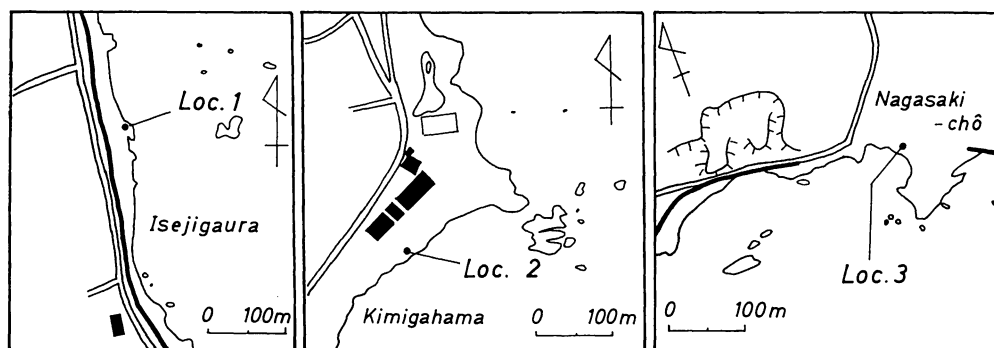 Loc. 1
Isejigaura
0 100m
Loc. 2
Kimigahama
0 100m
Nagasaki
-chô
Loc. 3
0 100m